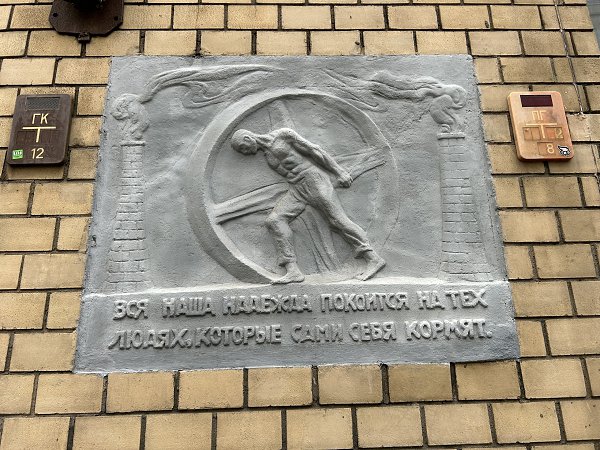 ГК
12
ПГ
8
ВСЯ НАША НАДЕЖДА ПОКОИТСЯ НА ТЕХ
ЛЮДЯХ, КОТОРЫЕ САМИ СЕБЯ КОРМЯТ.